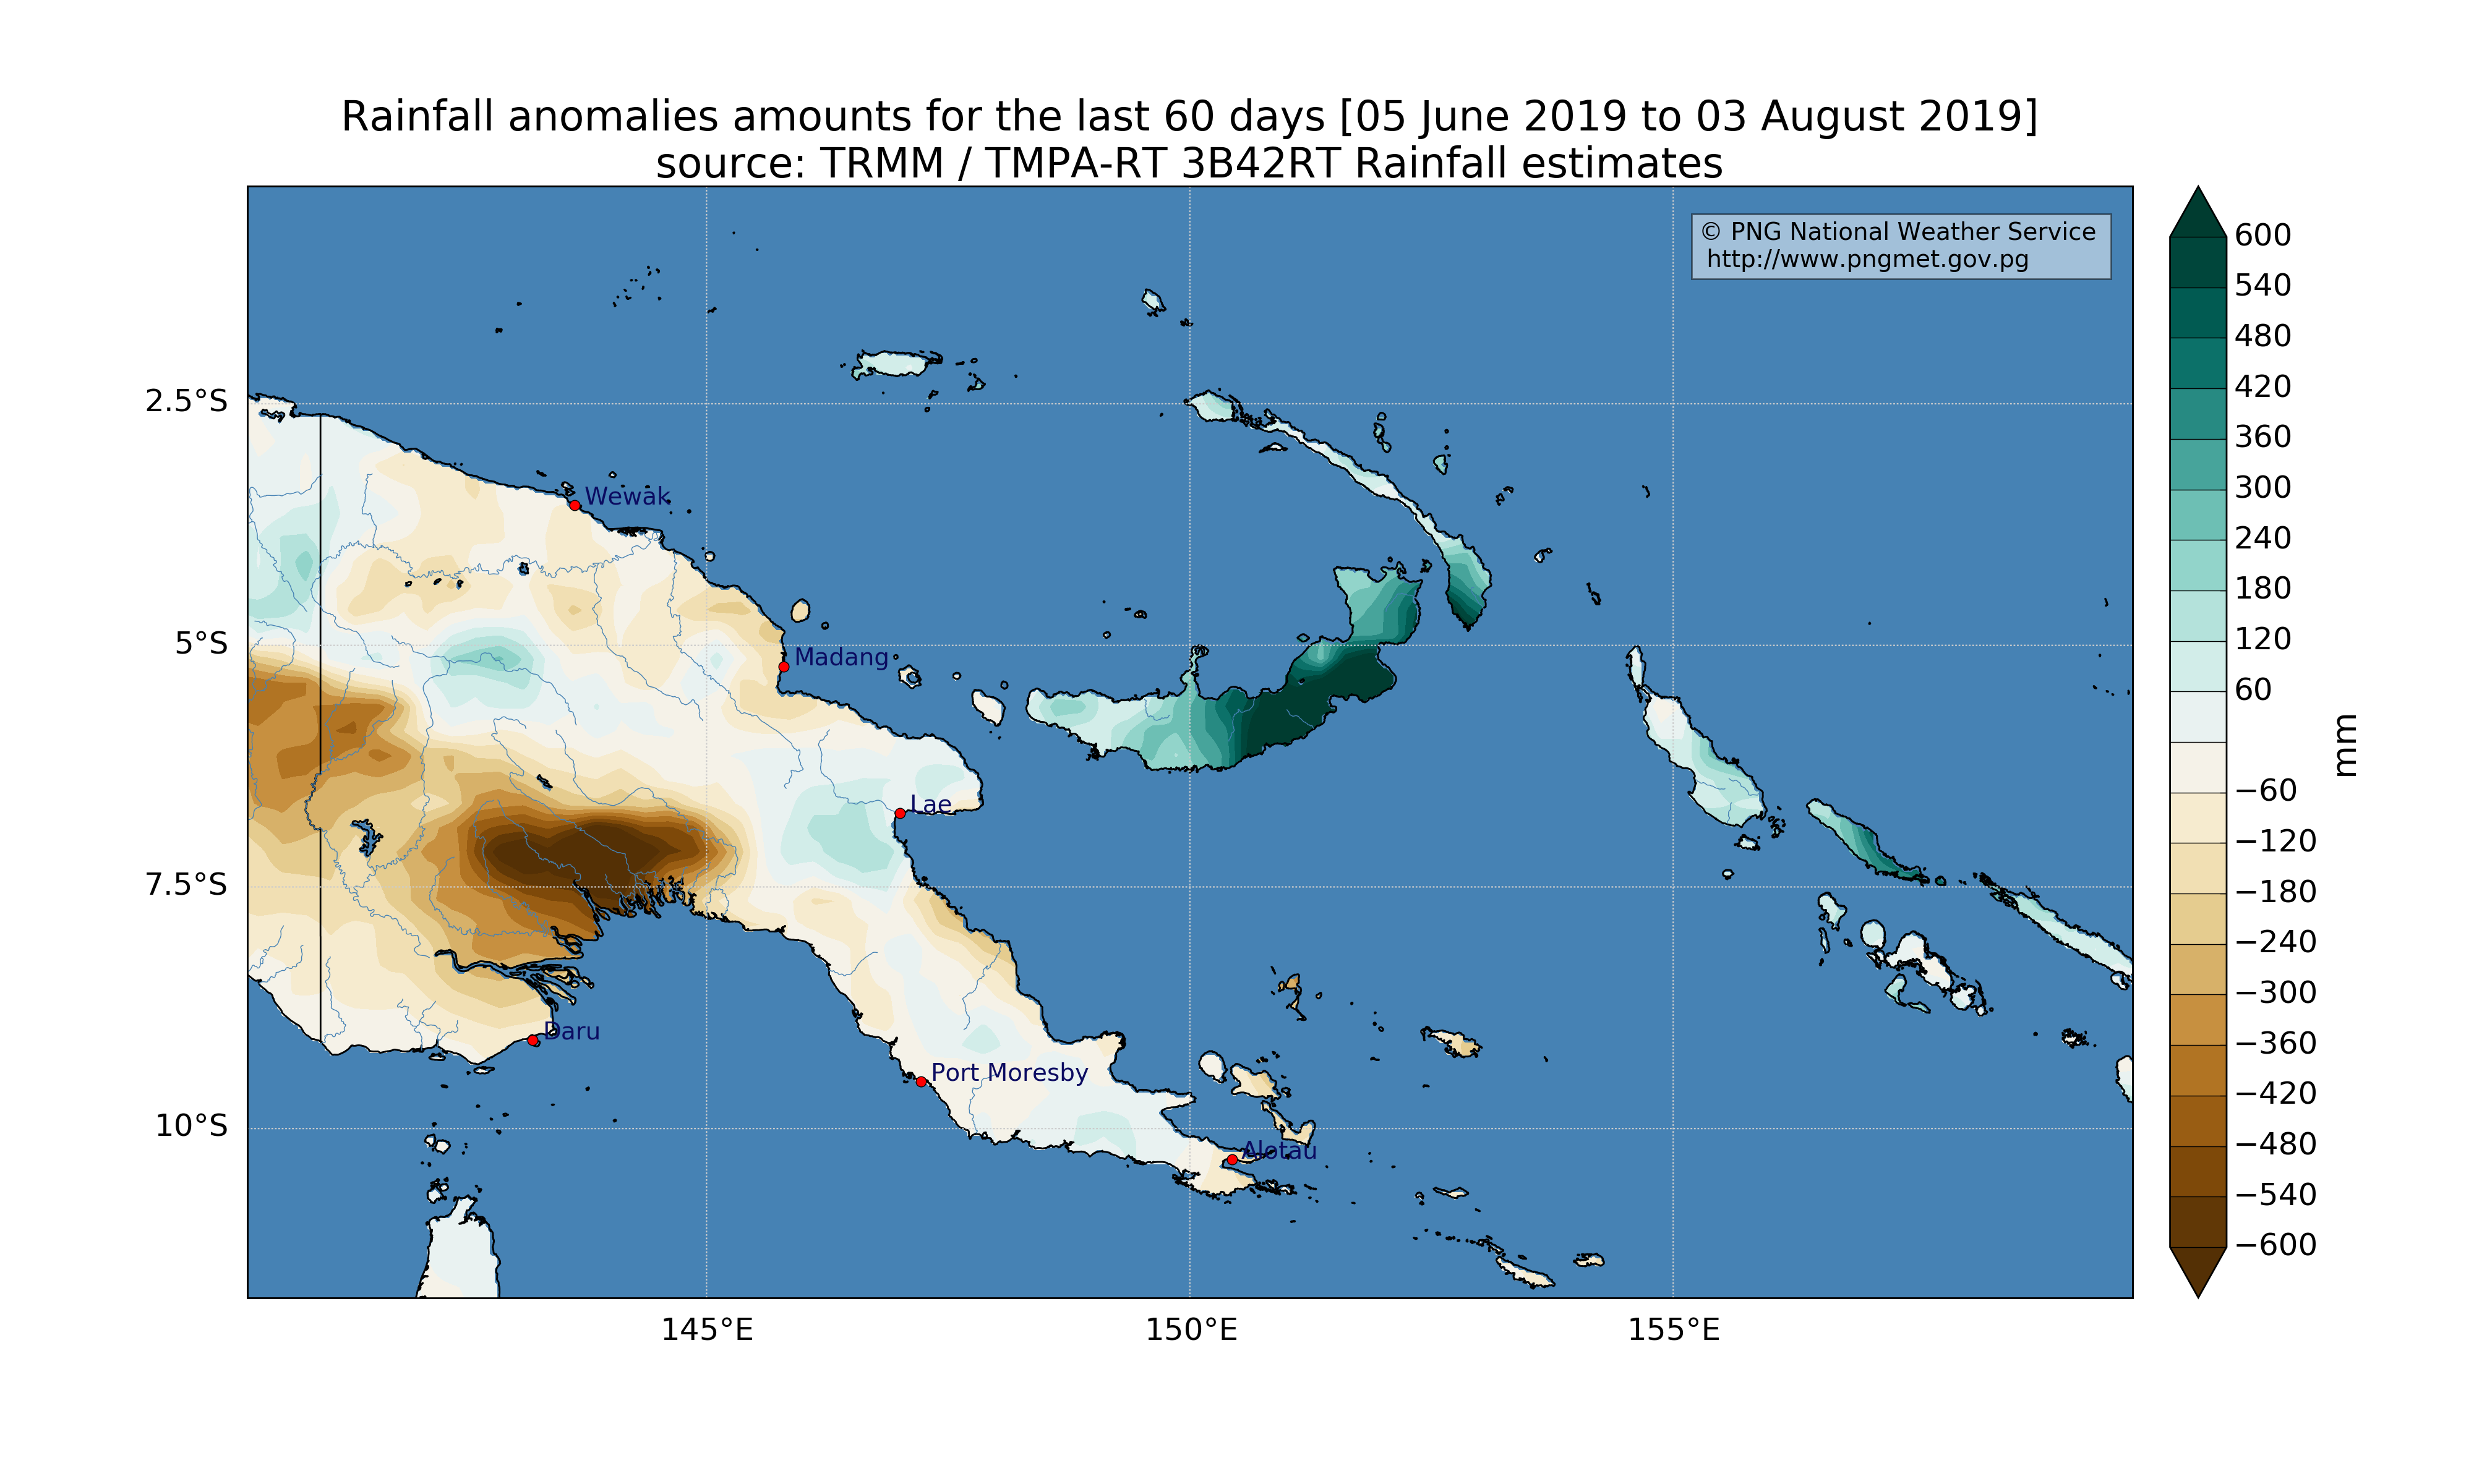 Rainfall anomalies amounts for the last 60 days [05 June 2019 to 03 August 2019]
source: TRMM / TMPA-RT 3B42RT Rainfall estimates
© PNG National Weather Service
http://www.pngmet.gov.pg
2.5°S
5°S
7.5°S
10°S
145°E
150°E
155°E
Wewak
Madang
Lae
Daru
Port Moresby
Alotau
600
540
480
420
360
300
240
180
120
60
−60
−120
−180
−240
−300
−360
−420
−480
−540
−600
mm